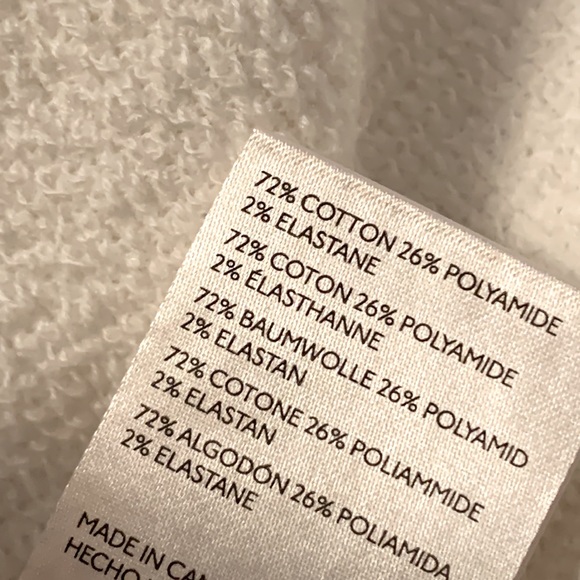 72% COTTON 26% POLYAMIDE
2% ELASTANE
72% COTON 26% POLYAMIDE
2% ÉLASTHANNE
72% BAUMWOLLE 26% POLYAMID
2% ELASTAN
72% COTONE 26% POLIAMMIDE
2% ELASTAN
72% ALGODÓN 26% POLIAMIDA
2% ELASTANE
MADE IN
HECHO